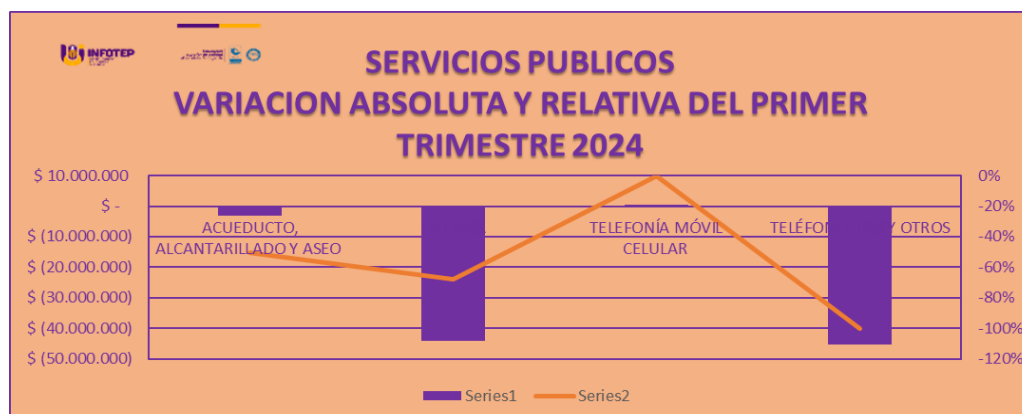 INFOTEP
SERVICIOS PUBLICOS
VARIACION ABSOLUTA Y RELATIVA DEL PRIMER
TRIMESTRE 2024
$ 10.000.000
$ -
$ (10.000.000)
$ (20.000.000)
$ (30.000.000)
$ (40.000.000)
$ (50.000.000)
0%
-20%
-40%
-60%
-80%
-100%
-120%
ACUEDUCTO,
ALCANTARILLADO Y ASEO
TELEFONÍA MÓVIL
CELULAR
Y OTROS
Series1
Series2